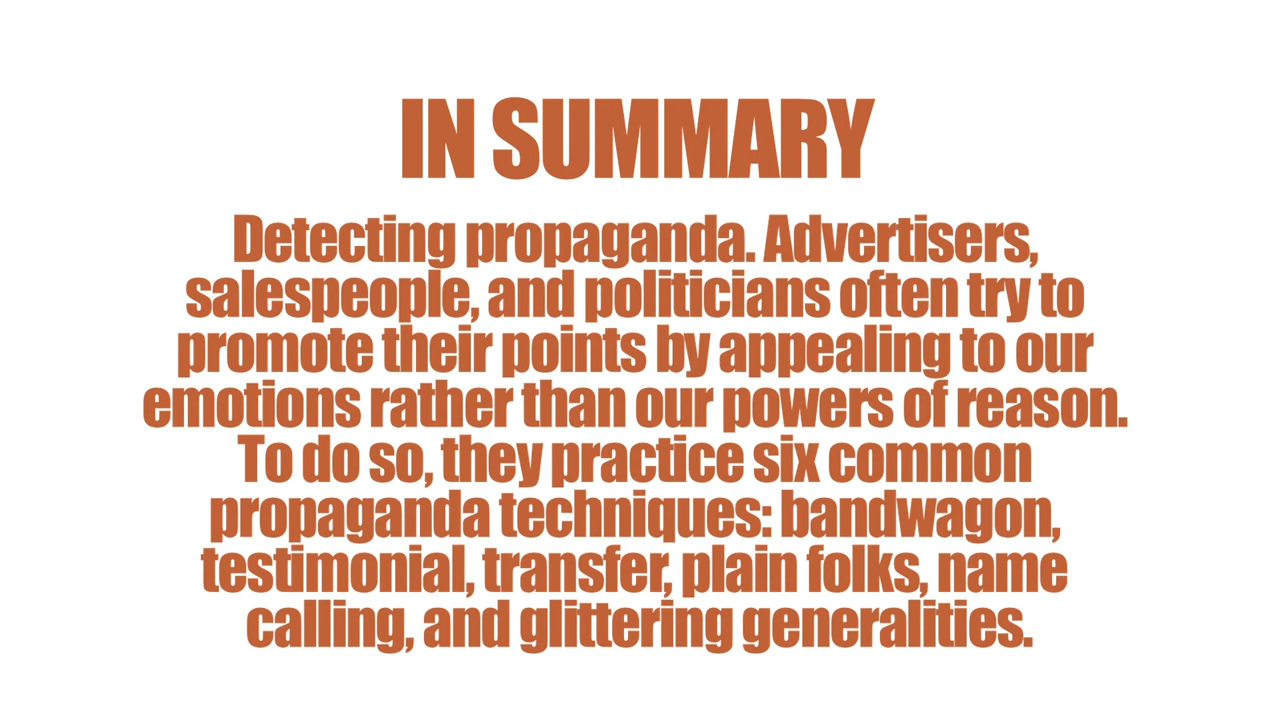 IN SUMMARY
Detecting propaganda. Advertisers,
salespeople, and politicians often try to
promote their points by appealing to our
emotions rather than our powers of reason.
To do so, they practice six common
propaganda techniques: bandwagon,
testimonial, transfer, plain folks, name
calling, and glittering generalities.